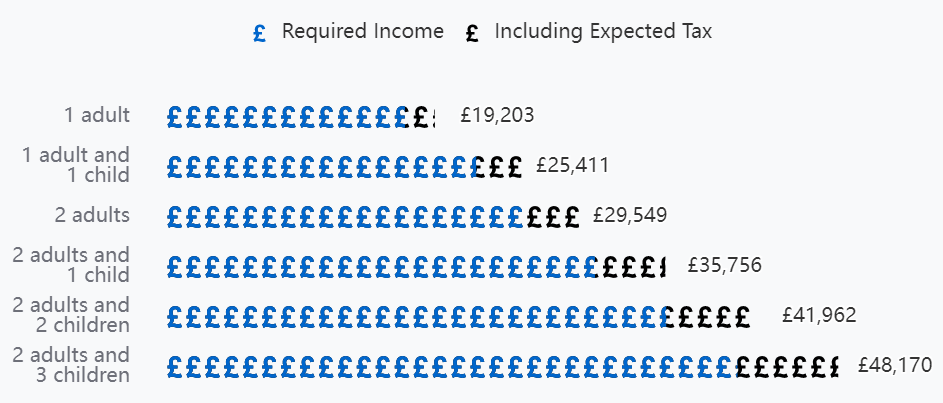 £ Required Income £ Including Expected Tax
1 adult ££££££££££££££ £19,203
1 adult and
1 child £££££££££££££££££££ £25,411
2 adults ££££££££££££££££££££££ £29,549
2 adults and
1 child £££££££££££££££££££££££££££ £35,756
2 adults and
2 children £££££££££££££££££££££££££££££££ £41,962
2 adults and
3 children ££££££££££££££££££££££££££££££££££££ £48,170